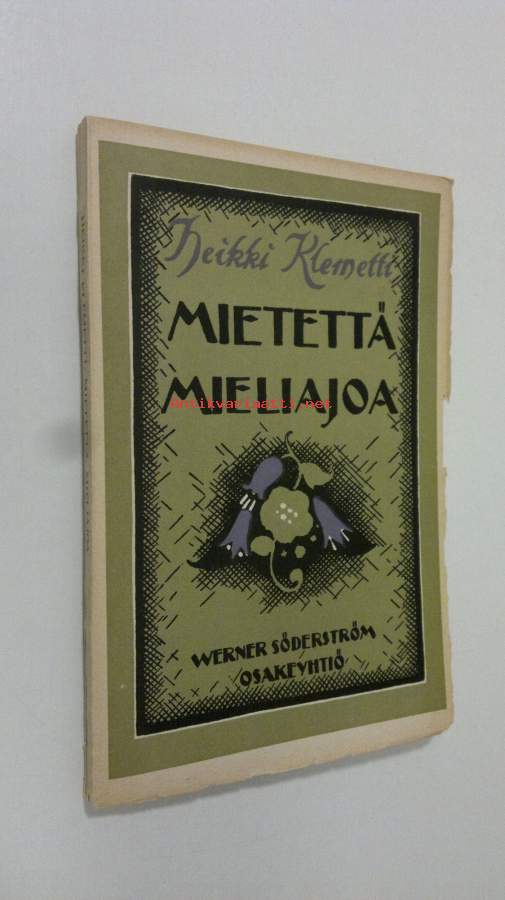 Heikki Klemetti
MIETETTÄ
MIELIAJOA
Antikvariaatti.net
WERNER SÖDERSTRÖM
OSAKEYHTIÖ